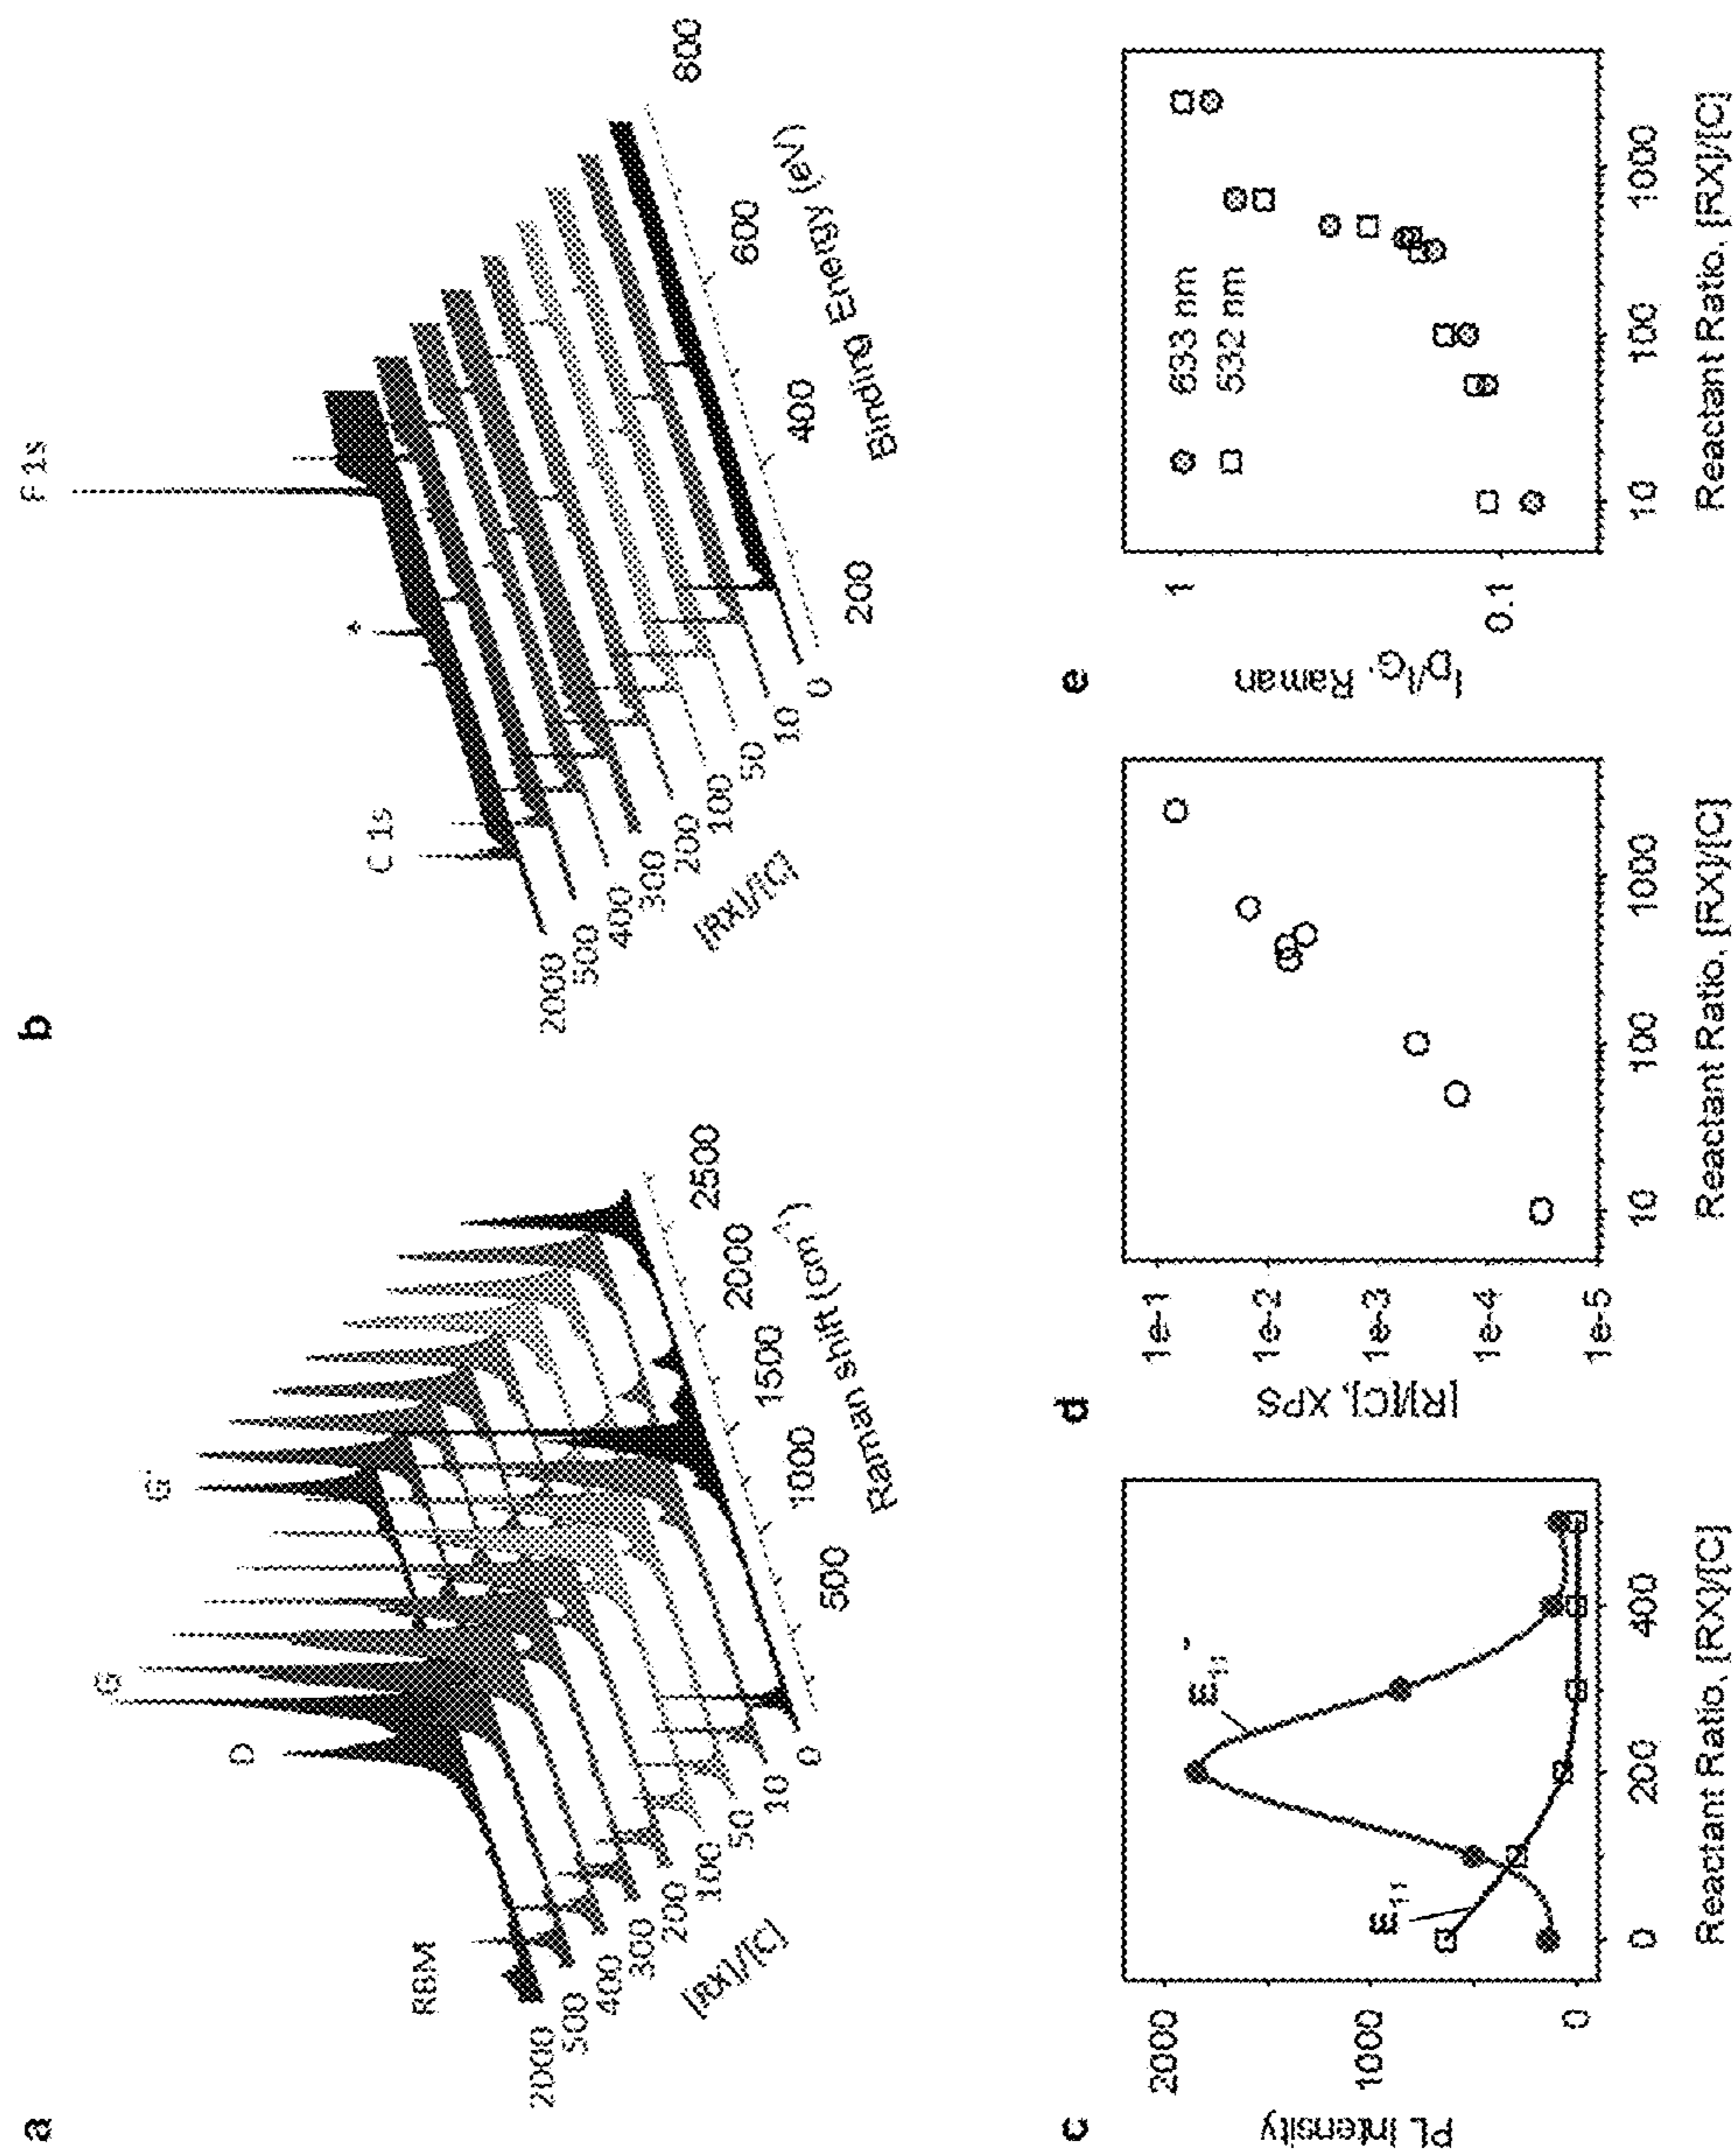 a
RBM
D
G
G'
2000
500
400
300
200
100
50
10
0
[RX]/[C]
500
1000
1500
2000
2500
Raman shift (cm⁻¹)
b
C 1s
*
F 1s
2000
500
400
300
200
100
50
10
0
[RX]/[C]
200
400
600
800
Binding Energy (eV)
c
PL Intensity
2000
1000
0
E₁₁
E₁₁⁻
0
200
400
Reactant Ratio, [RX]/[C]
d
[R]/[C], XPS
1e-1
1e-2
1e-3
1e-4
1e-5
10
100
1000
Reactant Ratio, [RX]/[C]
e
I_D/I_G, Raman
1
0.1
633 nm
532 nm
10
100
1000
Reactant Ratio, [RX]/[C]